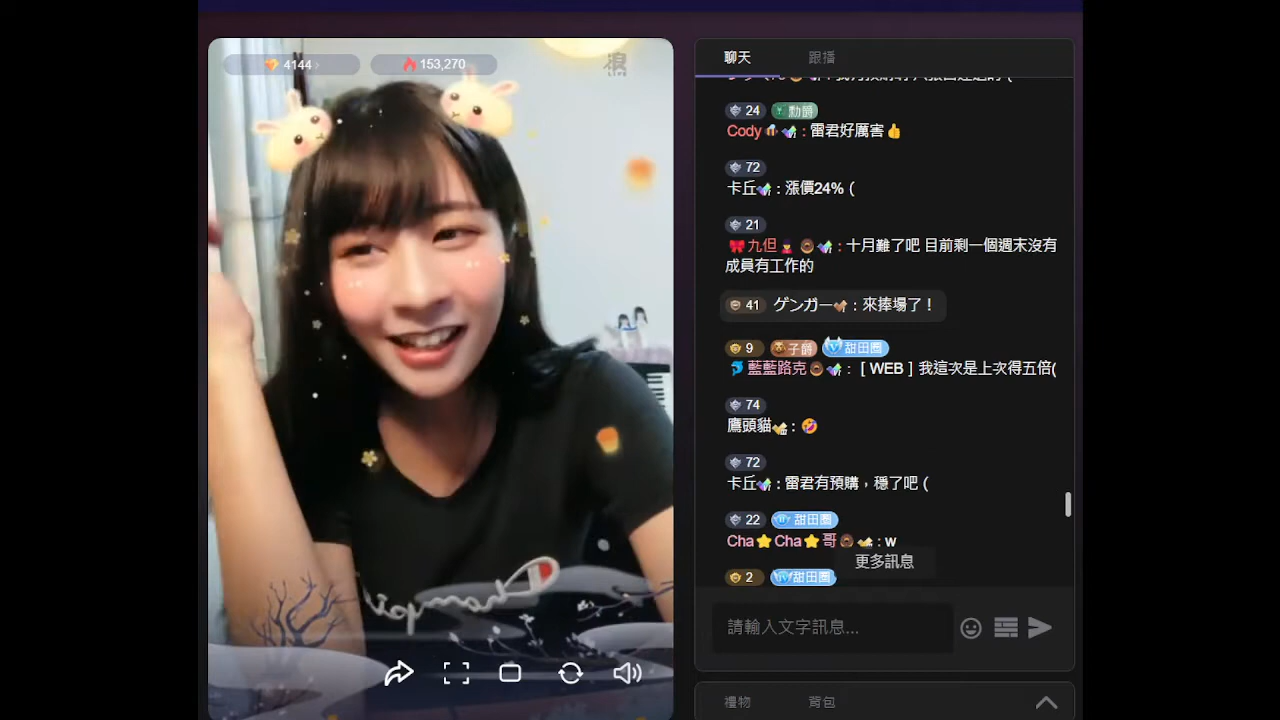 4144
153,270
浪
LIVE
聊天
跟播
24 勳爵
Cody : 雷君好厲害
72
卡丘 : 漲價24% (
21
九但 : 十月難了吧 目前剩一個週末沒有
成員有工作的
41 ゲンガー : 來捧場了！
9 子爵 甜田圈
藍藍路克 : [ WEB ] 我這次是上次得五倍(
74
鷹頭貓 :
72
卡丘 : 雷君有預購，穩了吧 (
22 甜田圈
Cha Cha 哥 : w
更多訊息
2 甜田圈
請輸入文字訊息...
禮物
背包